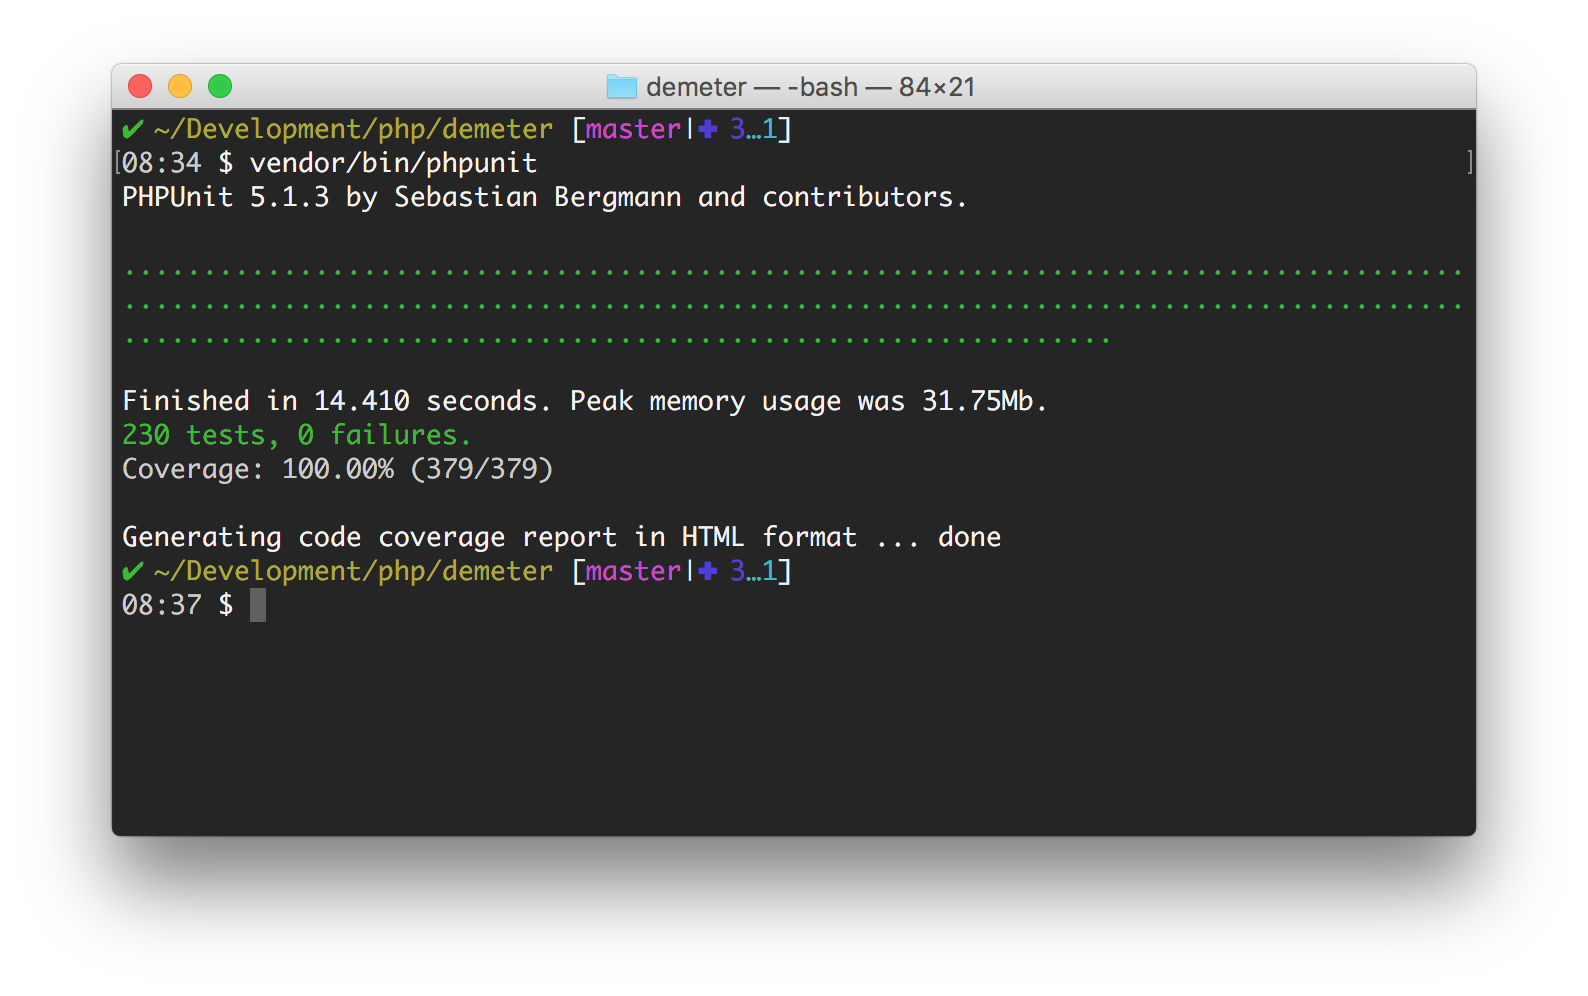 demeter — -bash — 84×21
✔ ~/Development/php/demeter [master|✚ 3…1]
[08:34 $ vendor/bin/phpunit ]
PHPUnit 5.1.3 by Sebastian Bergmann and contributors.
....................................................................................
....................................................................................
..............................................................
Finished in 14.410 seconds. Peak memory usage was 31.75Mb.
230 tests, 0 failures.
Coverage: 100.00% (379/379)
Generating code coverage report in HTML format ... done
✔ ~/Development/php/demeter [master|✚ 3…1]
08:37 $